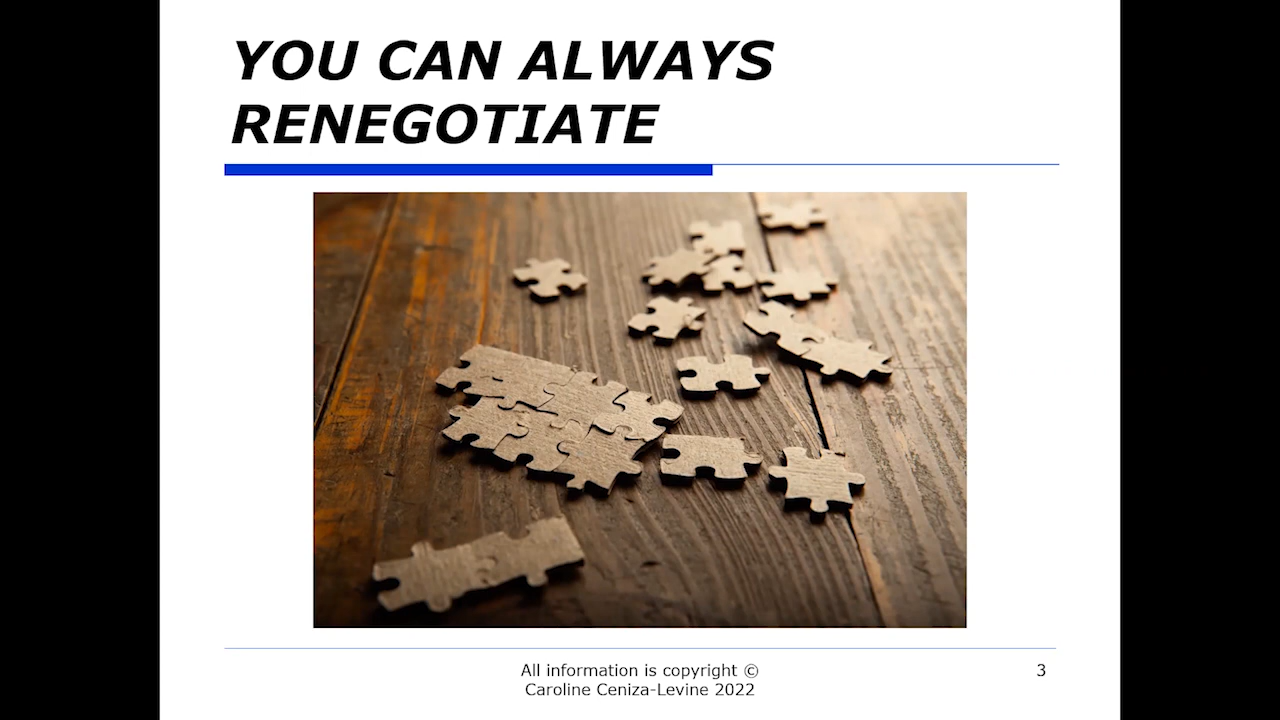 YOU CAN ALWAYS
RENEGOTIATE
All information is copyright ©
Caroline Ceniza-Levine 2022
3